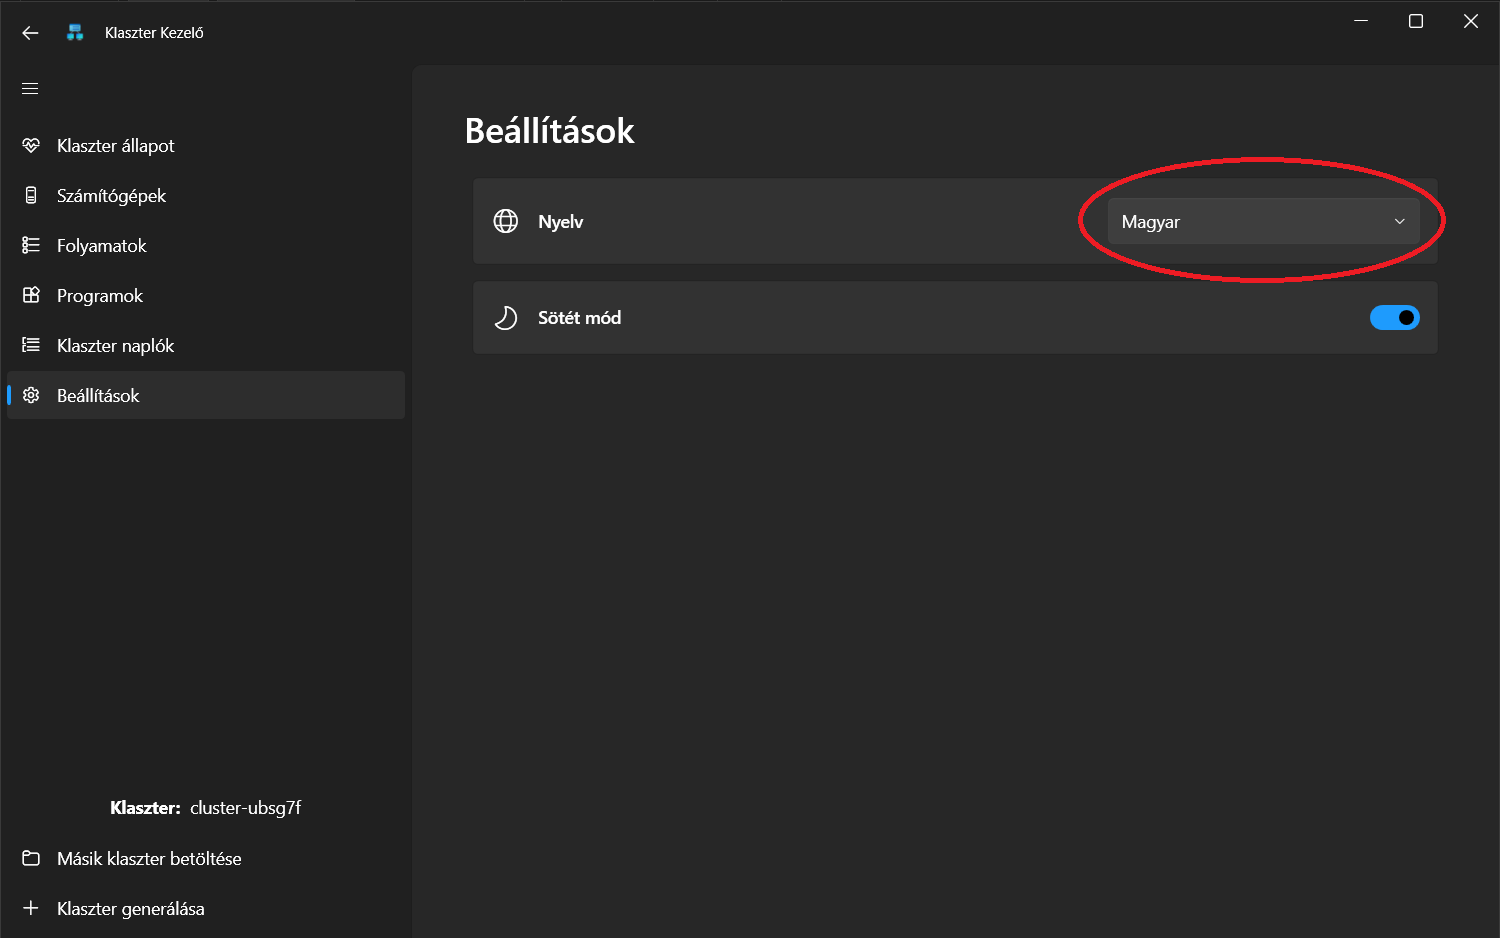 Klaszter Kezelő
Klaszter állapot
Számítógépek
Folyamatok
Programok
Klaszter naplók
Beállítások
Klaszter: cluster-ubsg7f
Másik klaszter betöltése
Klaszter generálása
Beállítások
Nyelv
Magyar
Sötét mód